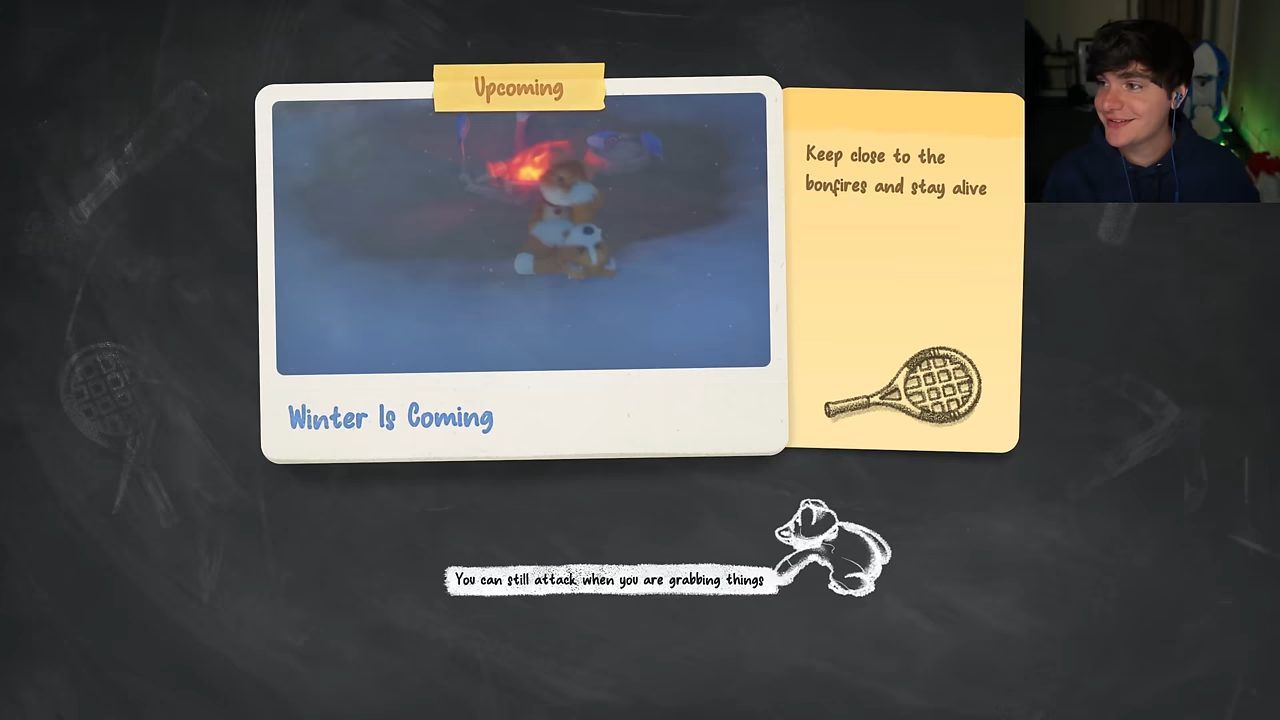 Upcoming
Keep close to the
bonfires and stay alive
Winter Is Coming
You can still attack when you are grabbing things